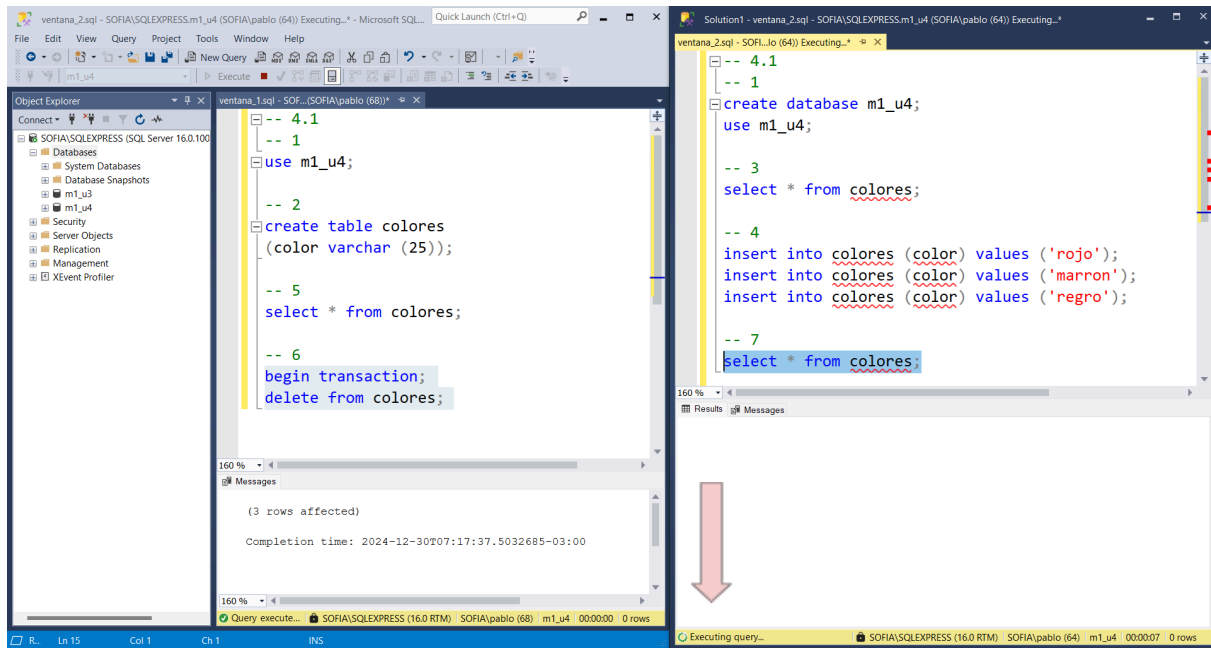 ventana_2.sql - SOFIA\SQLEXPRESS.m1_u4 (SOFIA\pablo (64)) Executing...* - Microsoft SQL...
Quick Launch (Ctrl+Q)
File Edit View Query Project Tools Window Help
New Query
m1_u4
Execute
Object Explorer
Connect
SOFIA\SQLEXPRESS (SQL Server 16.0.100
Databases
System Databases
Database Snapshots
m1_u3
m1_u4
Security
Server Objects
Replication
Management
XEvent Profiler
ventana_1.sql - SOF...(SOFIA\pablo (68))*
-- 4.1
-- 1
use m1_u4;
-- 2
create table colores
(color varchar (25));
-- 5
select * from colores;
-- 6
begin transaction;
delete from colores;
160 %
Messages
(3 rows affected)
Completion time: 2024-12-30T07:17:37.5032685-03:00
160 %
Query execute... SOFIA\SQLEXPRESS (16.0 RTM) SOFIA\pablo (68) m1_u4 00:00:00 0 rows
R... Ln 15 Col 1 Ch 1 INS
Solution1 - ventana_2.sql - SOFIA\SQLEXPRESS.m1_u4 (SOFIA\pablo (64)) Executing...*
ventana_2.sql - SOFI...lo (64)) Executing...*
-- 4.1
-- 1
create database m1_u4;
use m1_u4;
-- 3
select * from colores;
-- 4
insert into colores (color) values ('rojo');
insert into colores (color) values ('marron');
insert into colores (color) values ('regro');
-- 7
select * from colores;
160 %
Results Messages
Executing query... SOFIA\SQLEXPRESS (16.0 RTM) SOFIA\pablo (64) m1_u4 00:00:07 0 rows